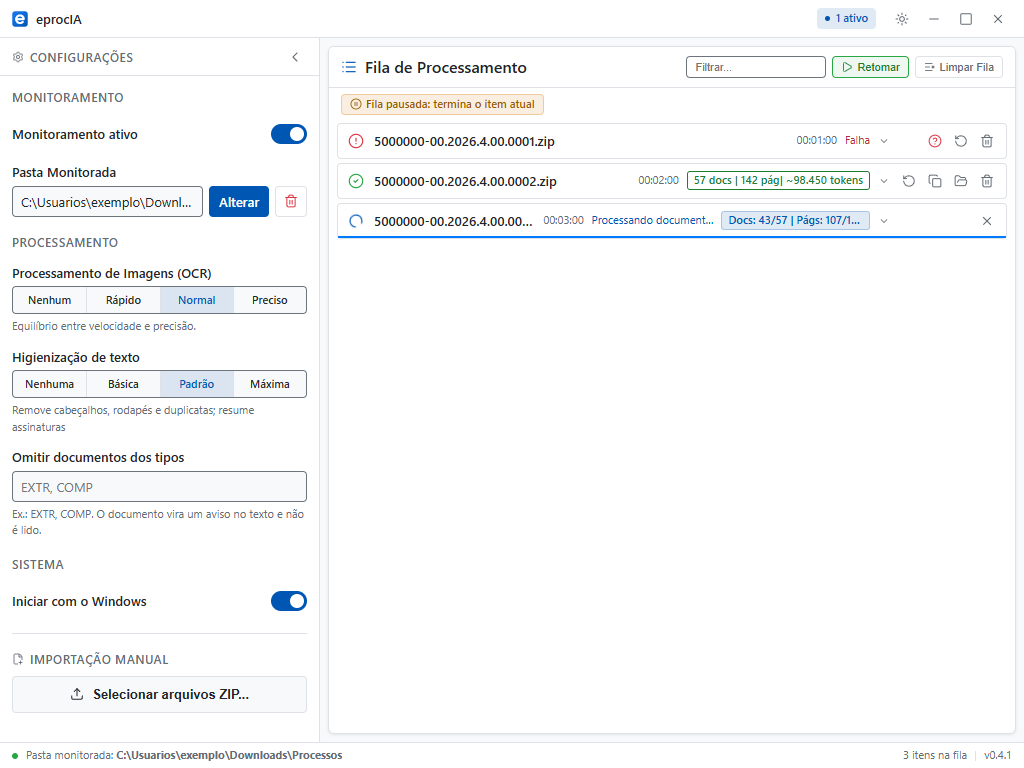 eprocIA
1 ativo
CONFIGURAÇÕES
MONITORAMENTO
Monitoramento ativo
Pasta Monitorada
C:\Usuarios\exemplo\Downl...
Alterar
PROCESSAMENTO
Processamento de Imagens (OCR)
Nenhum Rápido Normal Preciso
Equilíbrio entre velocidade e precisão.
Higienização de texto
Nenhuma Básica Padrão Máxima
Remove cabeçalhos, rodapés e duplicatas; resume
assinaturas
Omitir documentos dos tipos
EXTR, COMP
Ex.: EXTR, COMP. O documento vira um aviso no texto e não
é lido.
SISTEMA
Iniciar com o Windows
IMPORTAÇÃO MANUAL
Selecionar arquivos ZIP...
Fila de Processamento
Filtrar...
Retomar
Limpar Fila
Fila pausada: termina o item atual
5000000-00.2026.4.00.0001.zip 00:01:00 Falha
5000000-00.2026.4.00.0002.zip 00:02:00 57 docs | 142 pág| ~98.450 tokens
5000000-00.2026.4.00.00... 00:03:00 Processando document... Docs: 43/57 | Págs: 107/1...
Pasta monitorada: C:\Usuarios\exemplo\Downloads\Processos
3 itens na fila
v0.4.1